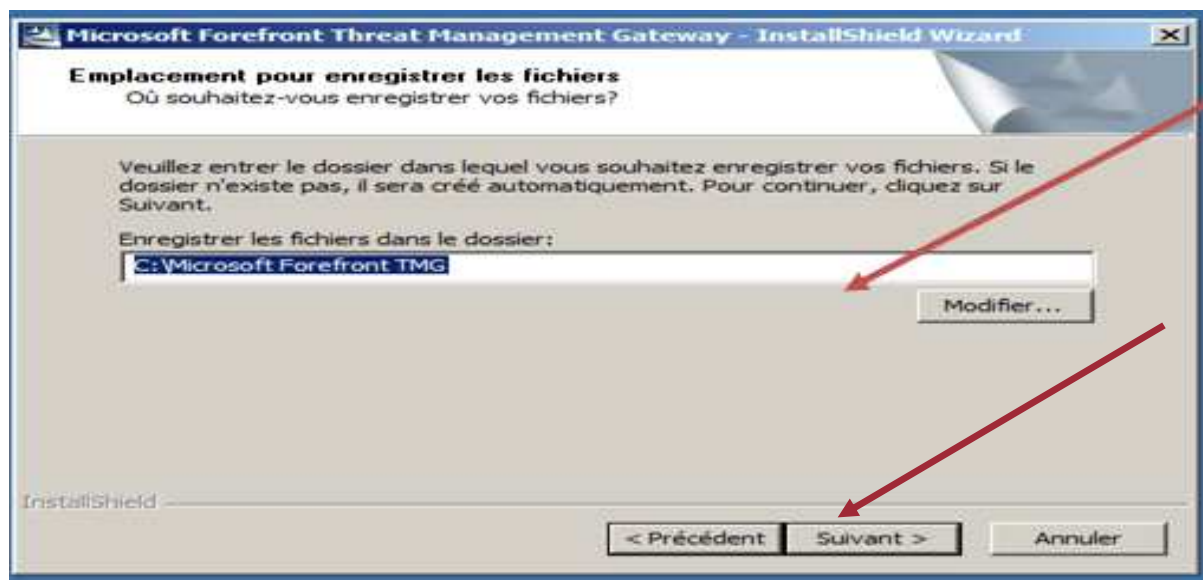 Microsoft Forefront Threat Management Gateway - InstallShield Wizard
Emplacement pour enregistrer les fichiers
Où souhaitez-vous enregistrer vos fichiers?
Veuillez entrer le dossier dans lequel vous souhaitez enregistrer vos fichiers. Si le
dossier n'existe pas, il sera créé automatiquement. Pour continuer, cliquez sur
Suivant.
Enregistrer les fichiers dans le dossier:
C:\Microsoft Forefront TMG
Modifier...
InstallShield
< Précédent Suivant > Annuler